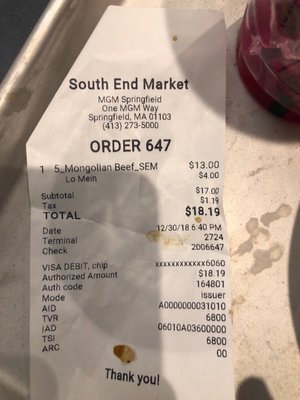 South End Market
MGM Springfield
One MGM Way
Springfield, MA 01103
(413) 273-5000
ORDER 647
1 5_Mongolian Beef_SEM $13.00
Lo Mein $4.00
Subtotal $17.00
Tax $1.19
TOTAL $18.19
Date 12/30/18 6:40 PM
Terminal 2724
Check 2006647
VISA DEBIT, chip xxxxxxxxxxxx6060
Authorized Amount $18.19
Auth code 164801
Mode issuer
AID A0000000031010
TVR 6800
IAD 06010A03600000
TSI 6800
ARC 00
Thank you!